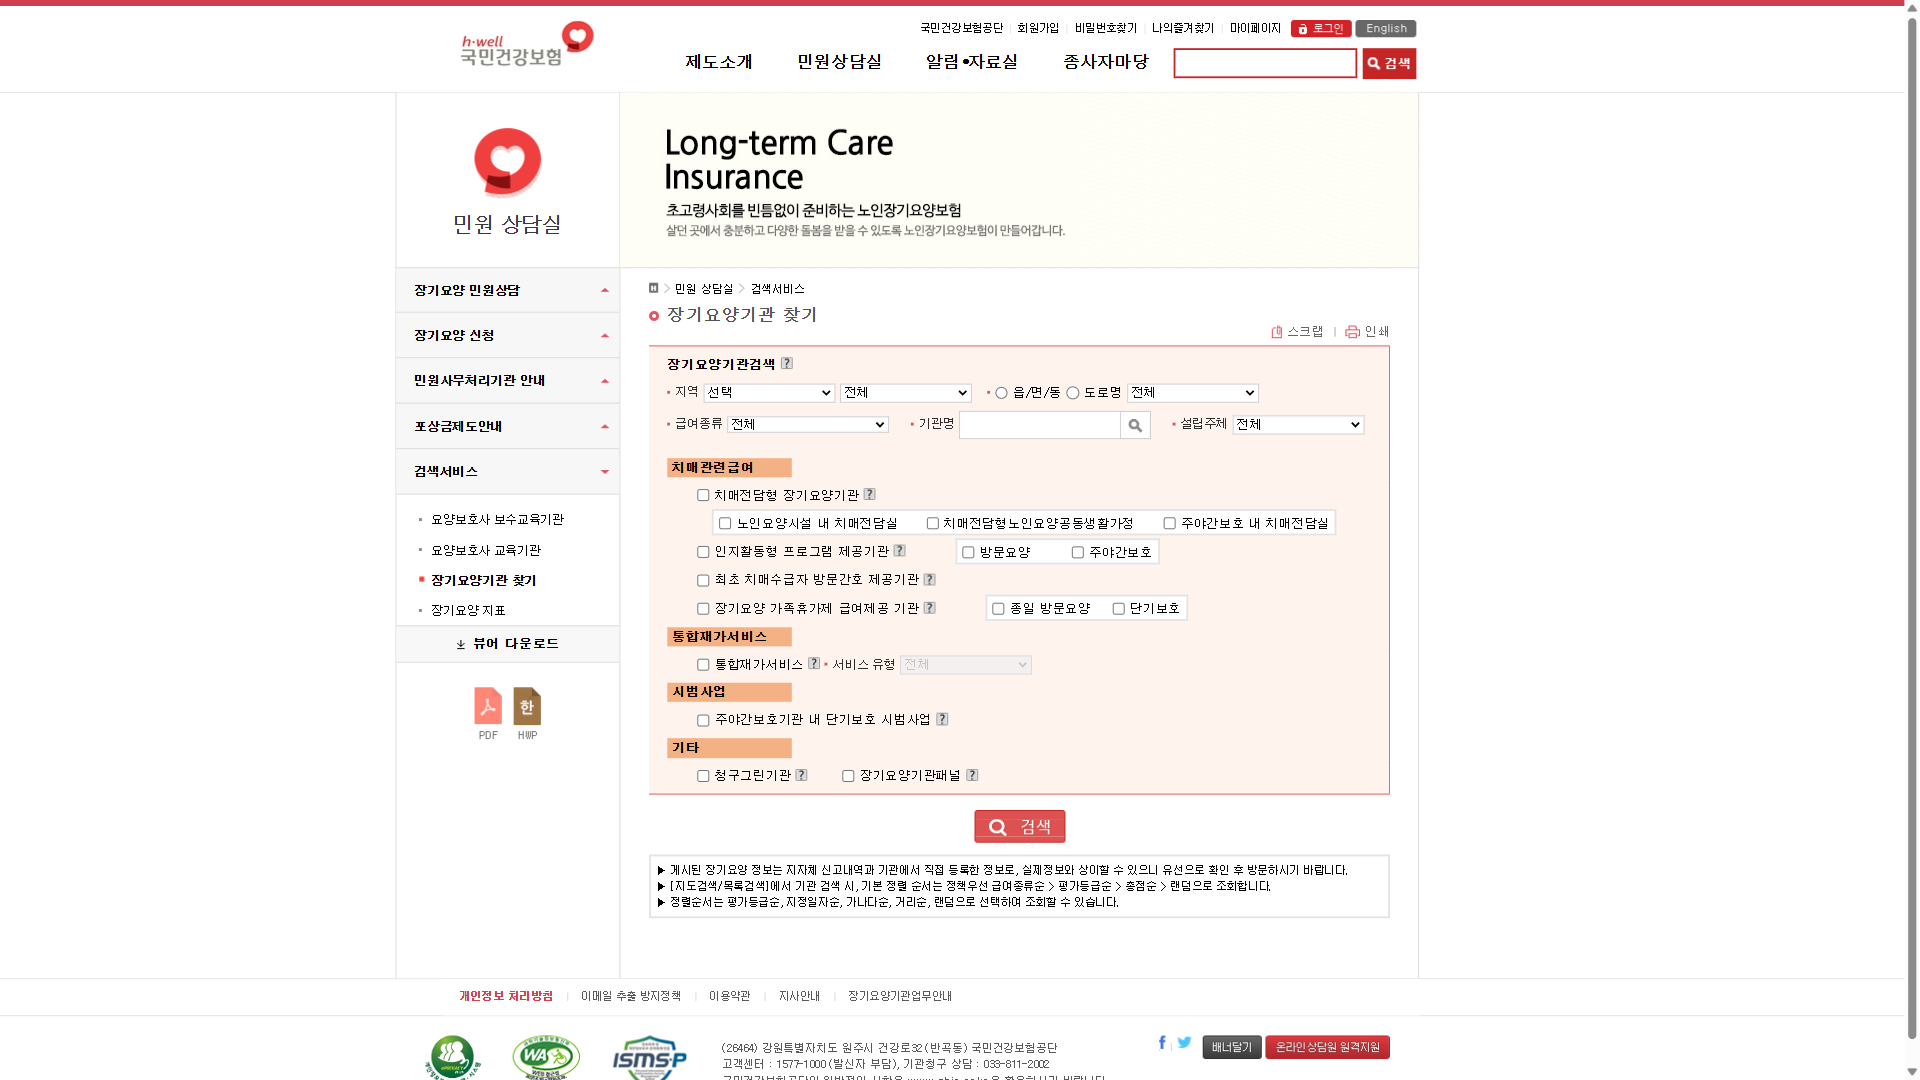 국민건강보험공단 회원가입 비밀번호찾기 나의즐겨찾기 마이페이지 로그인 English
h·well
국민건강보험
제도소개 민원상담실 알림•자료실 종사자마당 검색
민원 상담실
Long-term Care
Insurance
초고령사회를 빈틈없이 준비하는 노인장기요양보험
살던 곳에서 충분하고 다양한 돌봄을 받을 수 있도록 노인장기요양보험이 만들어갑니다.
장기요양 민원상담
장기요양 신청
민원사무처리기관 안내
포상금제도안내
검색서비스
요양보호사 보수교육기관
요양보호사 교육기관
장기요양기관 찾기
장기요양 지표
뷰어 다운로드
PDF
한
HWP
H > 민원 상담실 > 검색서비스
장기요양기관 찾기
스크랩 | 인쇄
장기요양기관검색 ?
지역 선택 전체 읍/면/동 도로명 전체
급여종류 전체 기관명 설립주체 전체
치매관련급여
치매전담형 장기요양기관 ?
노인요양시설 내 치매전담실 치매전담형노인요양공동생활가정 주야간보호 내 치매전담실
인지활동형 프로그램 제공기관 ? 방문요양 주야간보호
최초 치매수급자 방문간호 제공기관 ?
장기요양 가족휴가제 급여제공 기관 ? 종일 방문요양 단기보호
통합재가서비스
통합재가서비스 ? 서비스 유형 전체
시범사업
주야간보호기관 내 단기보호 시범사업 ?
기타
청구그린기관 ? 장기요양기관패널 ?
검색
▶ 게시된 장기요양 정보는 지자체 신고내역과 기관에서 직접 등록한 정보로, 실제정보와 상이할 수 있으니 유선으로 확인 후 방문하시기 바랍니다.
▶ [지도검색/목록검색]에서 기관 검색 시, 기본 정렬 순서는 정책우선 급여종류순 > 평가등급순 > 총점순 > 랜덤으로 조회합니다.
▶ 정렬순서는 평가등급순, 지정일자순, 가나다순, 거리순, 랜덤으로 선택하여 조회할 수 있습니다.
개인정보 처리방침 이메일 추출 방지정책 이용약관 지사안내 장기요양기관업무안내
WA
ISMS-P
(26464) 강원특별자치도 원주시 건강로32(반곡동) 국민건강보험공단
고객센터 : 1577-1000(발신자 부담), 기관청구 상담 : 033-811-2002
배너달기 온라인상담원 원격지원